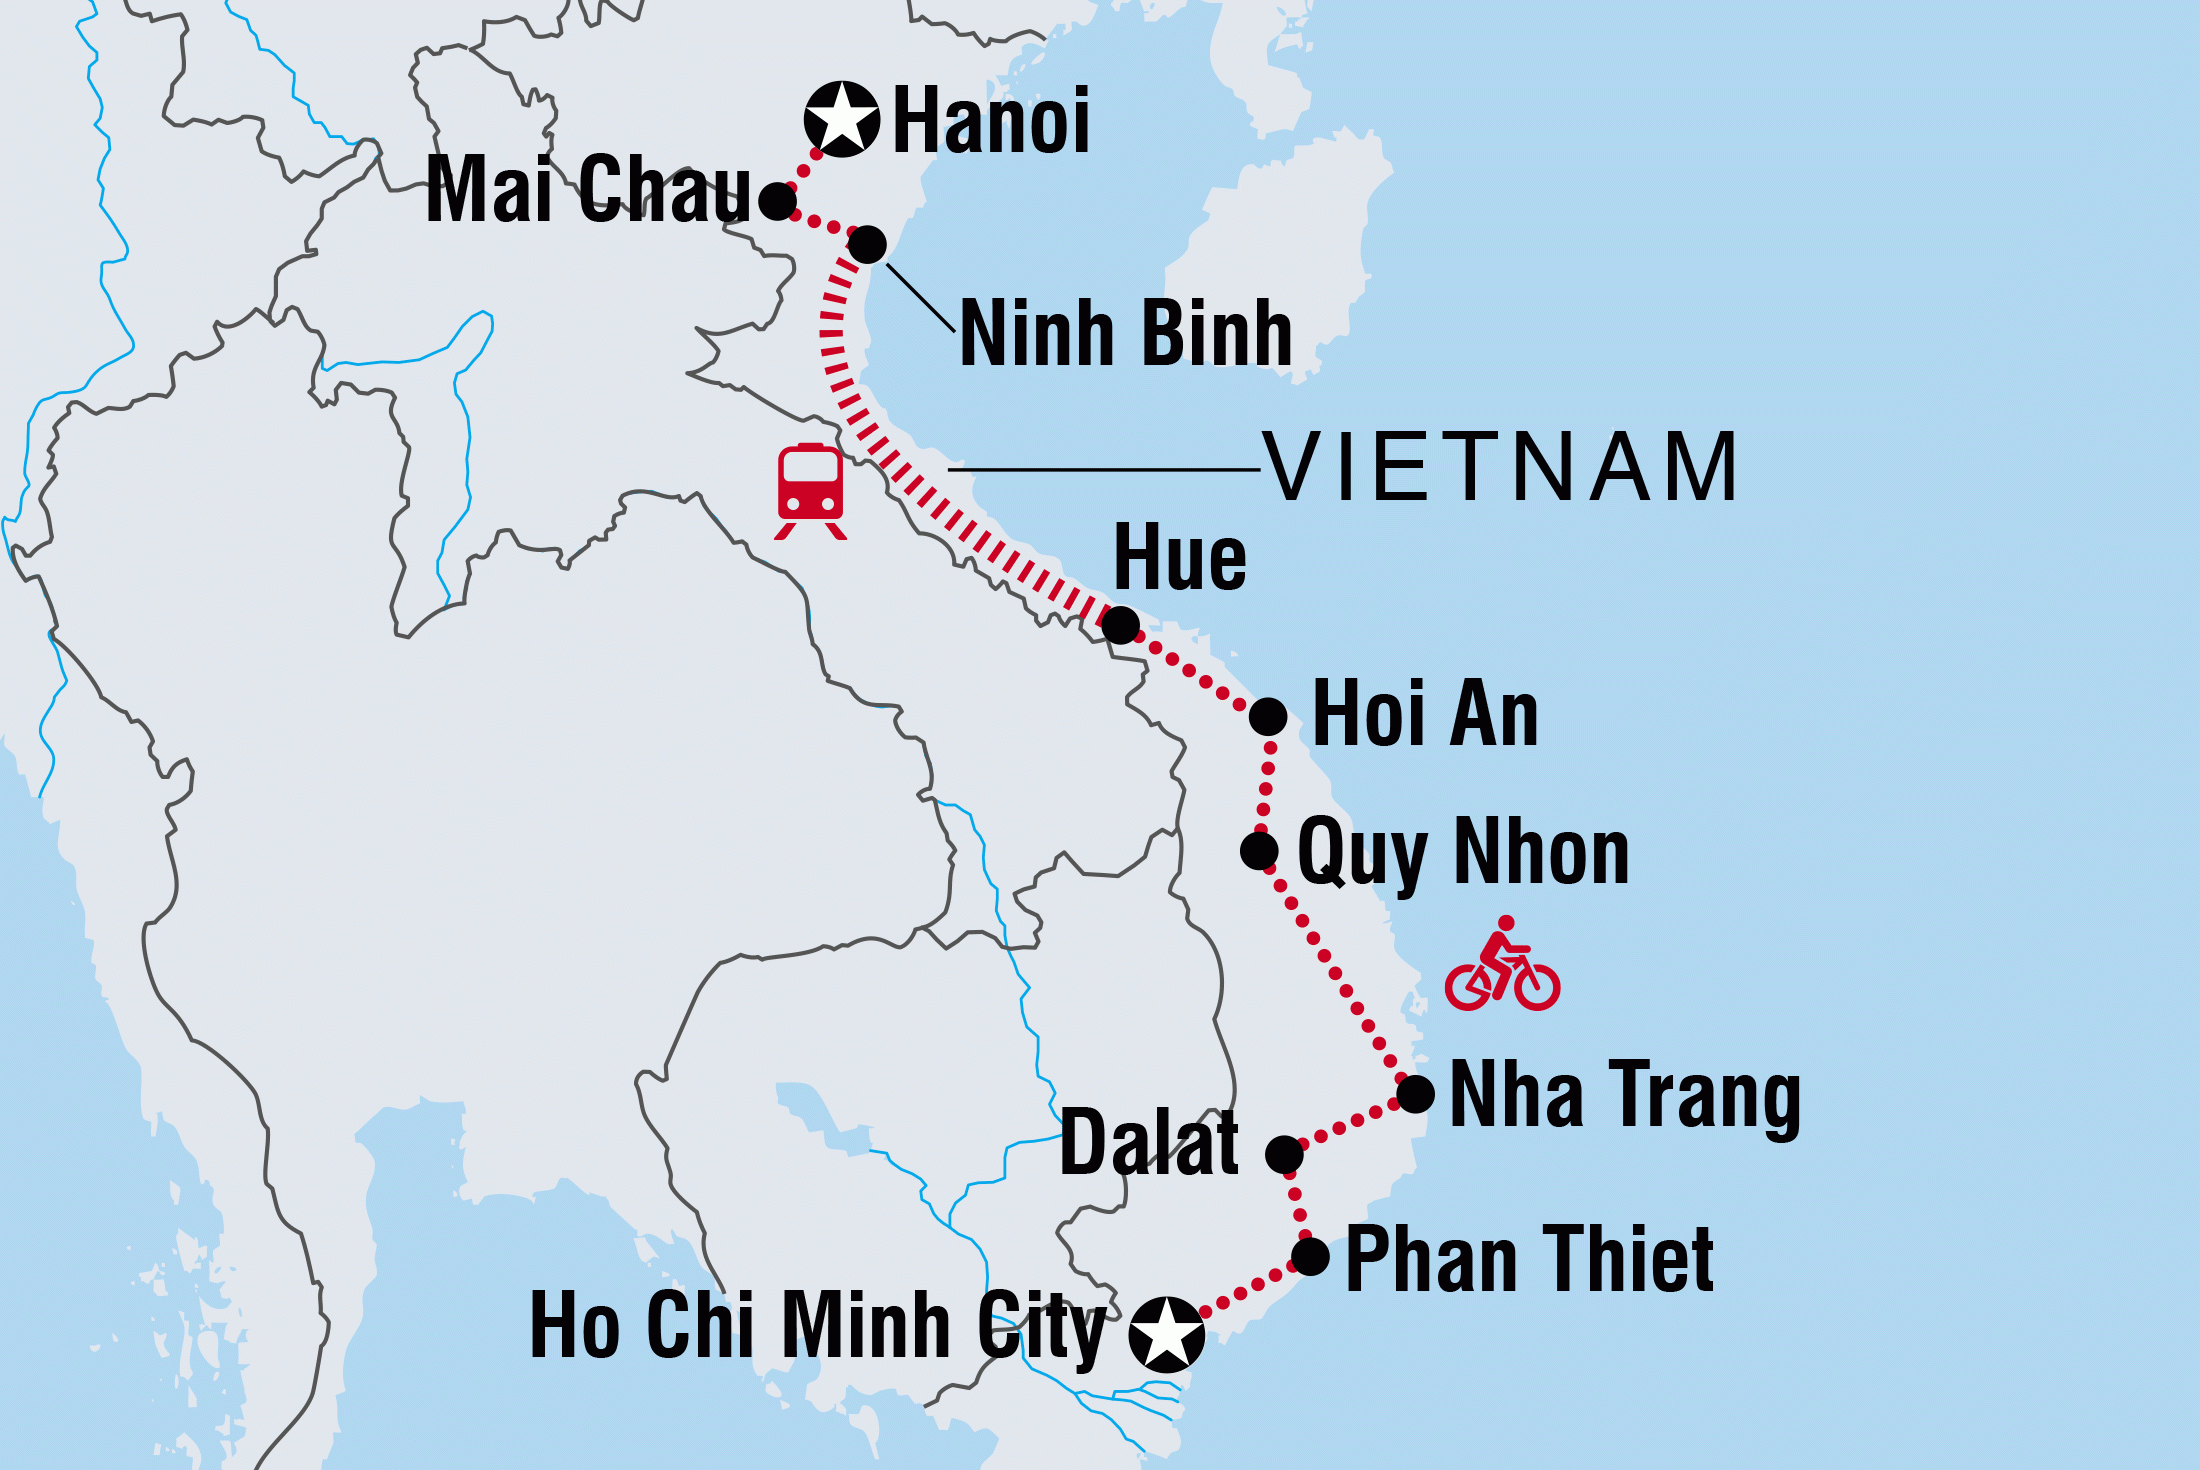 Hanoi
Mai Chau
Ninh Binh
VIETNAM
Hue
Hoi An
Quy Nhon
Nha Trang
Dalat
Phan Thiet
Ho Chi Minh City